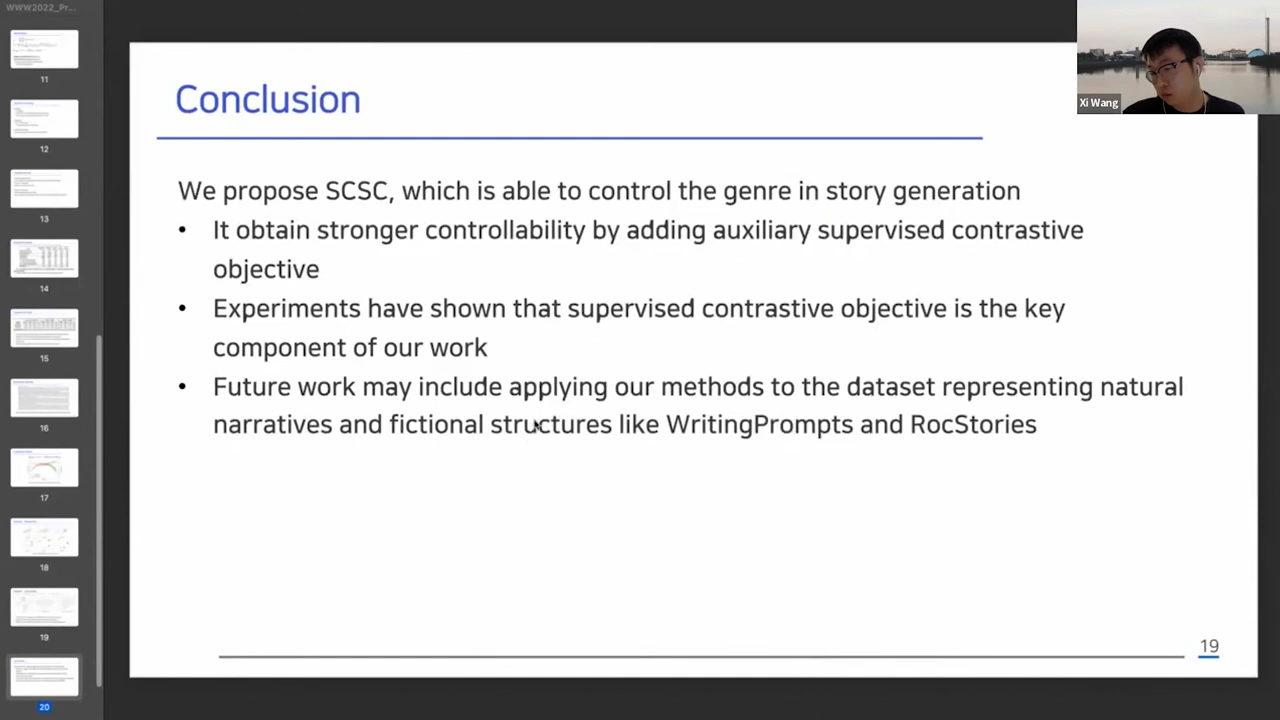 WWW2022_Pr...
11
12
13
14
15
16
17
18
19
20
Conclusion
We propose SCSC, which is able to control the genre in story generation
• It obtain stronger controllability by adding auxiliary supervised contrastive
objective
• Experiments have shown that supervised contrastive objective is the key
component of our work
• Future work may include applying our methods to the dataset representing natural
narratives and fictional structures like WritingPrompts and RocStories
19
Xi Wang